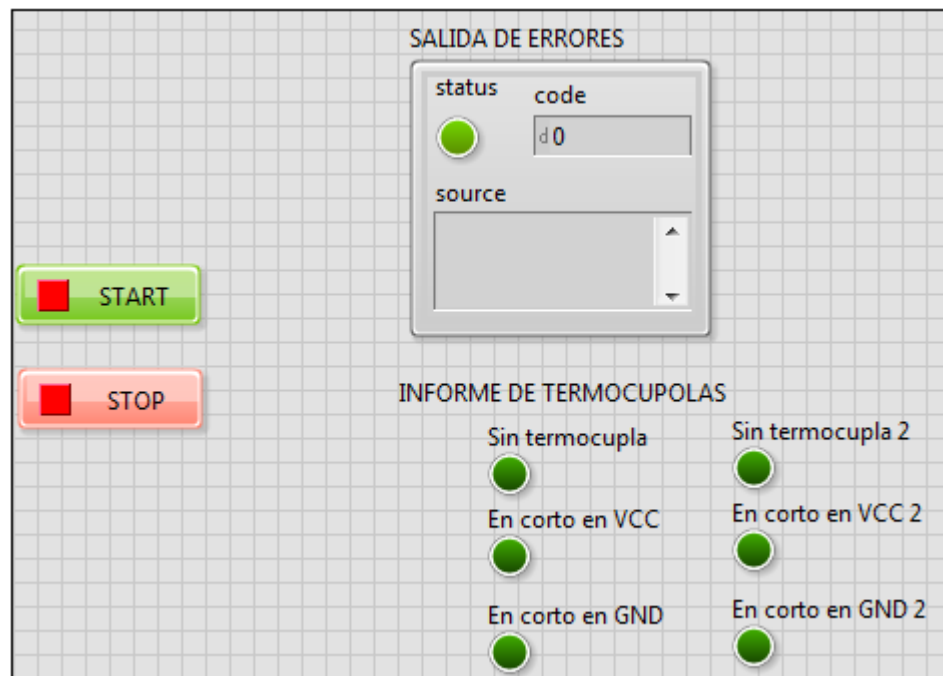 SALIDA DE ERRORES
status
code
d 0
source
START
STOP
INFORME DE TERMOCUPOLAS
Sin termocupla
Sin termocupla 2
En corto en VCC
En corto en VCC 2
En corto en GND
En corto en GND 2